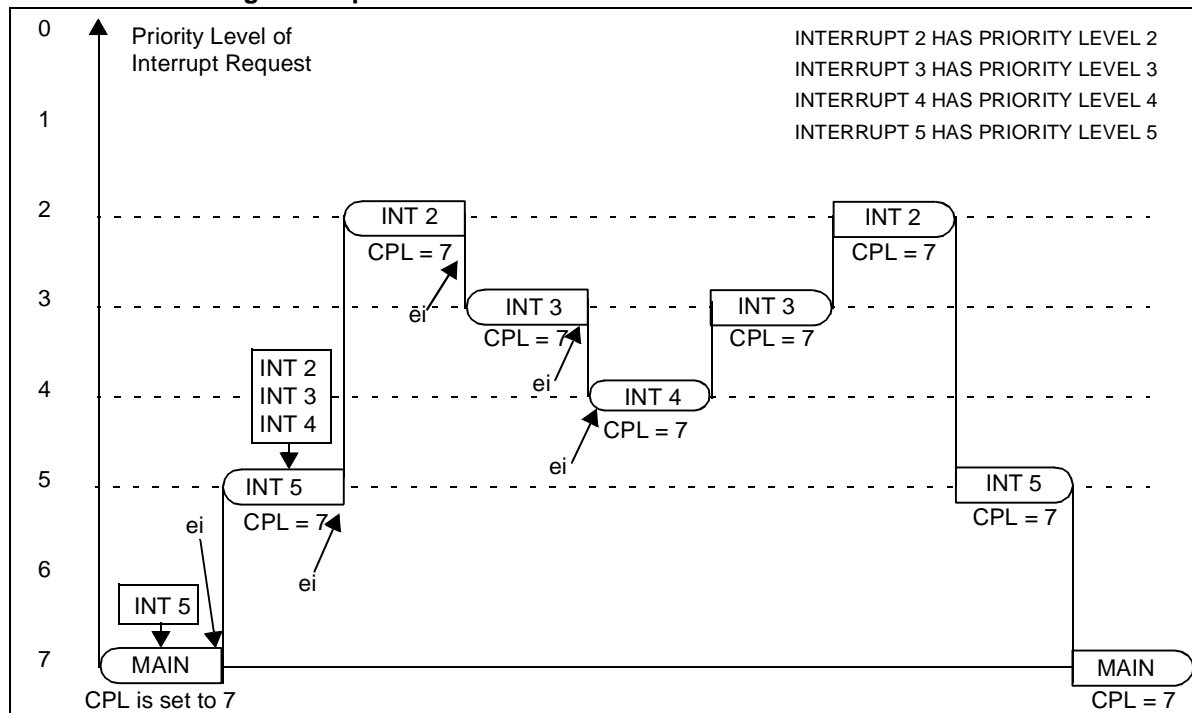 0
Priority Level of
Interrupt Request
INTERRUPT 2 HAS PRIORITY LEVEL 2
INTERRUPT 3 HAS PRIORITY LEVEL 3
INTERRUPT 4 HAS PRIORITY LEVEL 4
INTERRUPT 5 HAS PRIORITY LEVEL 5
1
2
INT 2
CPL = 7
INT 2
CPL = 7
ei
3
INT 3
CPL = 7
INT 3
CPL = 7
ei
INT 2
INT 3
INT 4
4
INT 4
CPL = 7
ei
5
INT 5
CPL = 7
INT 5
CPL = 7
ei
ei
6
INT 5
7
MAIN
CPL is set to 7
MAIN
CPL = 7